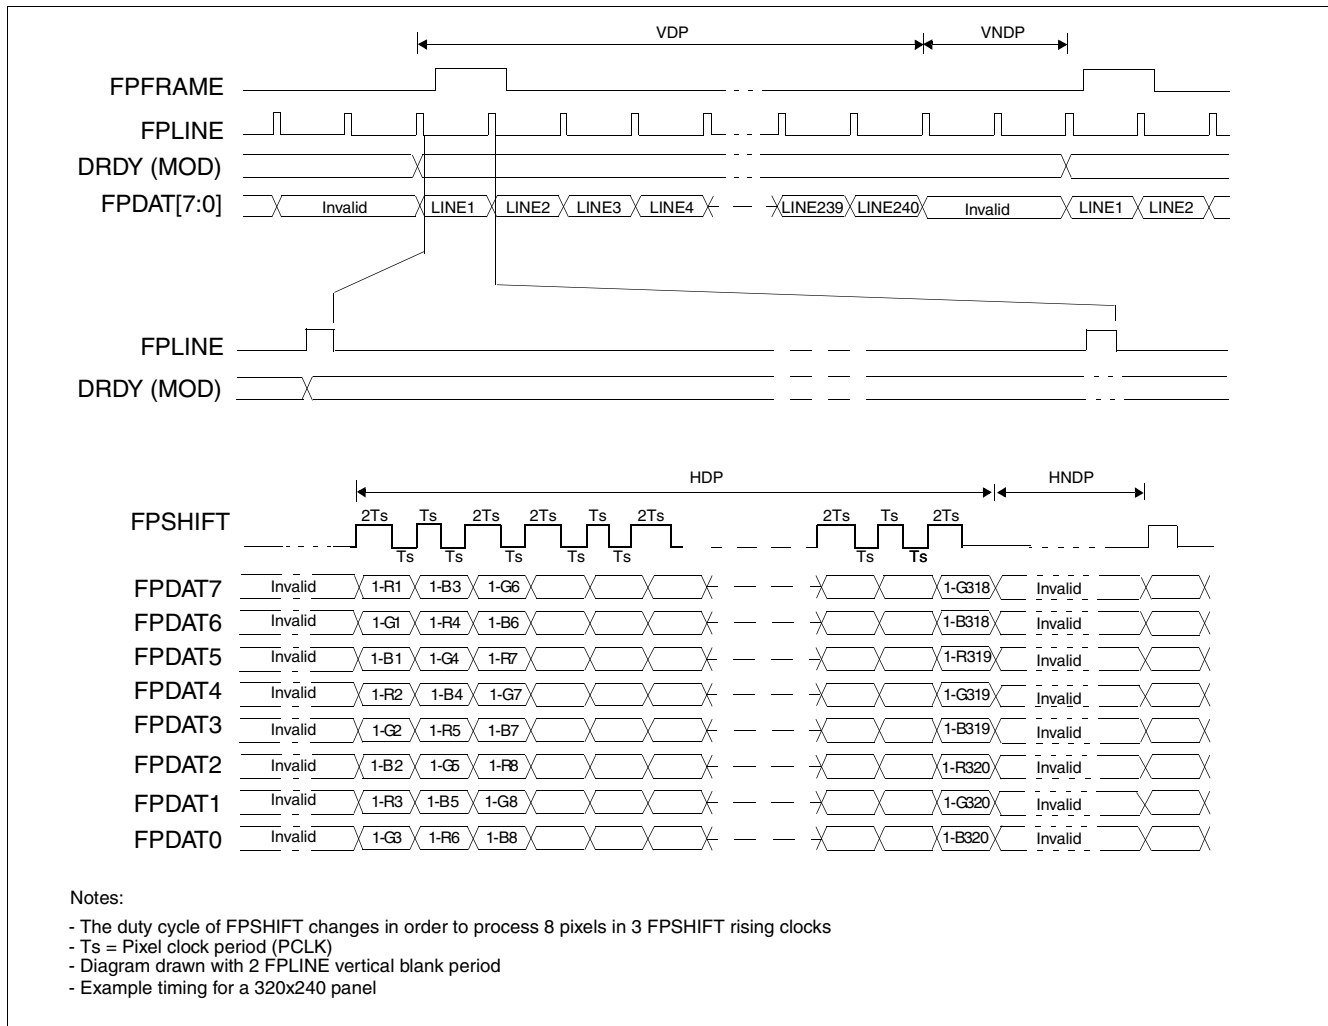 VDP VNDP
FPFRAME
FPLINE
DRDY (MOD)
FPDAT[7:0] Invalid LINE1 LINE2 LINE3 LINE4 LINE239 LINE240 Invalid LINE1 LINE2
FPLINE
DRDY (MOD)
HDP HNDP
FPSHIFT 2Ts Ts 2Ts 2Ts Ts 2Ts 2Ts Ts 2Ts
Ts Ts Ts Ts Ts Ts Ts
FPDAT7 Invalid 1-R1 1-B3 1-G6 1-G318 Invalid
FPDAT6 Invalid 1-G1 1-R4 1-B6 1-B318 Invalid
FPDAT5 Invalid 1-B1 1-G4 1-R7 1-R319 Invalid
FPDAT4 Invalid 1-R2 1-B4 1-G7 1-G319 Invalid
FPDAT3 Invalid 1-G2 1-R5 1-B7 1-B319 Invalid
FPDAT2 Invalid 1-B2 1-G5 1-R8 1-R320 Invalid
FPDAT1 Invalid 1-R3 1-B5 1-G8 1-G320 Invalid
FPDAT0 Invalid 1-G3 1-R6 1-B8 1-B320 Invalid
Notes:
- The duty cycle of FPSHIFT changes in order to process 8 pixels in 3 FPSHIFT rising clocks
- Ts = Pixel clock period (PCLK)
- Diagram drawn with 2 FPLINE vertical blank period
- Example timing for a 320x240 panel